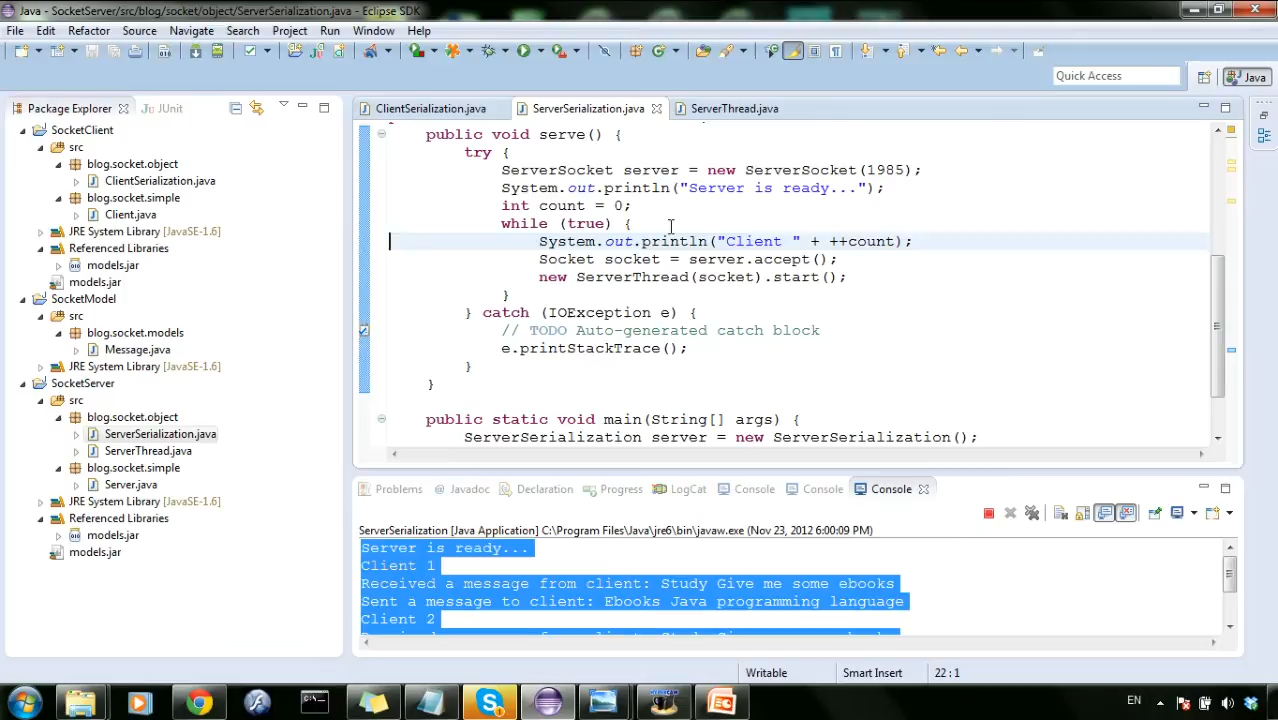 Java - SocketServer/src/blog/socket/object/ServerSerialization.java - Eclipse SDK
File Edit Refactor Source Navigate Search Project Run Window Help
Quick Access
Java
Package Explorer
JUnit
ClientSerialization.java
ServerSerialization.java
ServerThread.java
SocketClient
src
blog.socket.object
ClientSerialization.java
blog.socket.simple
Client.java
JRE System Library [JavaSE-1.6]
Referenced Libraries
models.jar
models.jar
SocketModel
src
blog.socket.models
Message.java
JRE System Library [JavaSE-1.6]
SocketServer
src
blog.socket.object
ServerSerialization.java
ServerThread.java
blog.socket.simple
Server.java
JRE System Library [JavaSE-1.6]
Referenced Libraries
models.jar
models.jar
public void serve() {
try {
ServerSocket server = new ServerSocket(1985);
System.out.println("Server is ready...");
int count = 0;
while (true) {
System.out.println("Client " + ++count);
Socket socket = server.accept();
new ServerThread(socket).start();
}
} catch (IOException e) {
// TODO Auto-generated catch block
e.printStackTrace();
}
}
public static void main(String[] args) {
ServerSerialization server = new ServerSerialization();
Problems
Javadoc
Declaration
Progress
LogCat
Console
Console
Console
ServerSerialization [Java Application] C:\Program Files\Java\jre6\bin\javaw.exe (Nov 23, 2012 6:00:09 PM)
Server is ready...
Client 1
Received a message from client: Study Give me some ebooks
Sent a message to client: Ebooks Java programming language
Client 2
Writable
Smart Insert
22 : 1
EN